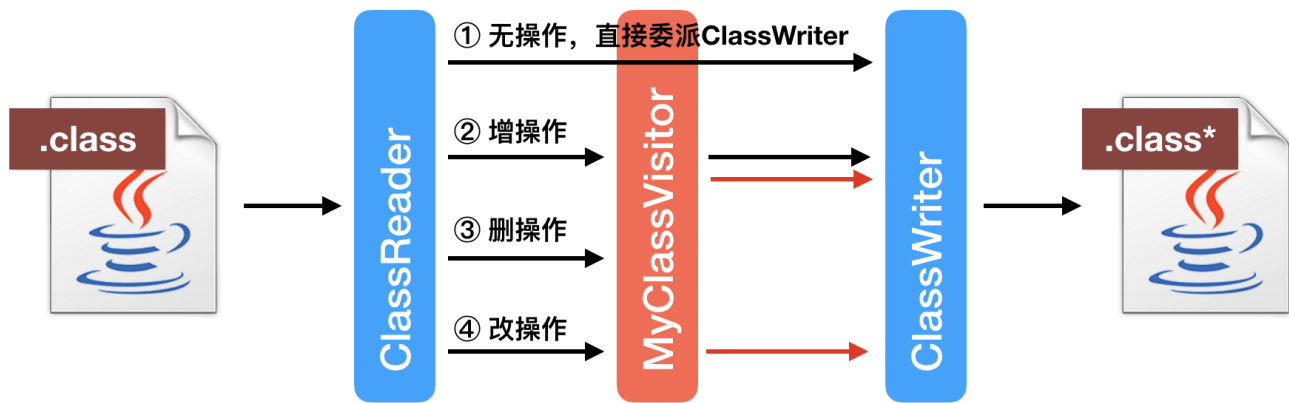 ① 无操作，直接委派ClassWriter
.class
② 增操作
③ 删操作
④ 改操作
ClassReader
MyClassVisitor
ClassWriter
.class*